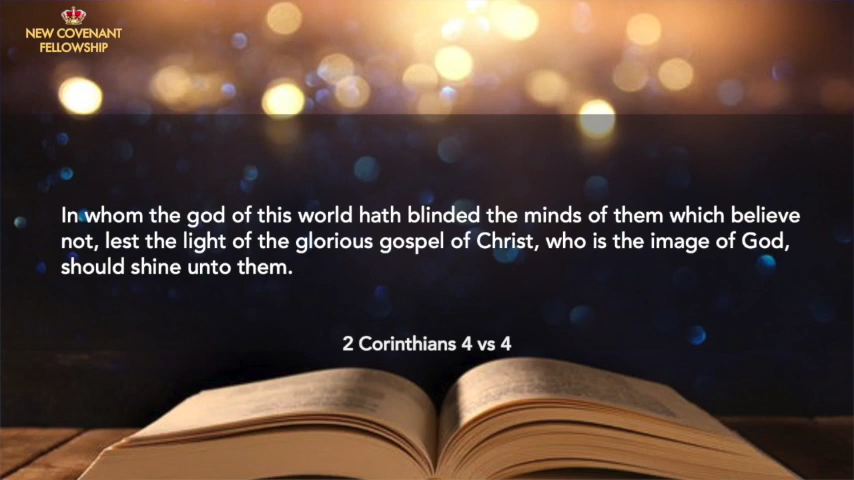 NEW COVENANT
FELLOWSHIP
In whom the god of this world hath blinded the minds of them which believe
not, lest the light of the glorious gospel of Christ, who is the image of God,
should shine unto them.
2 Corinthians 4 vs 4